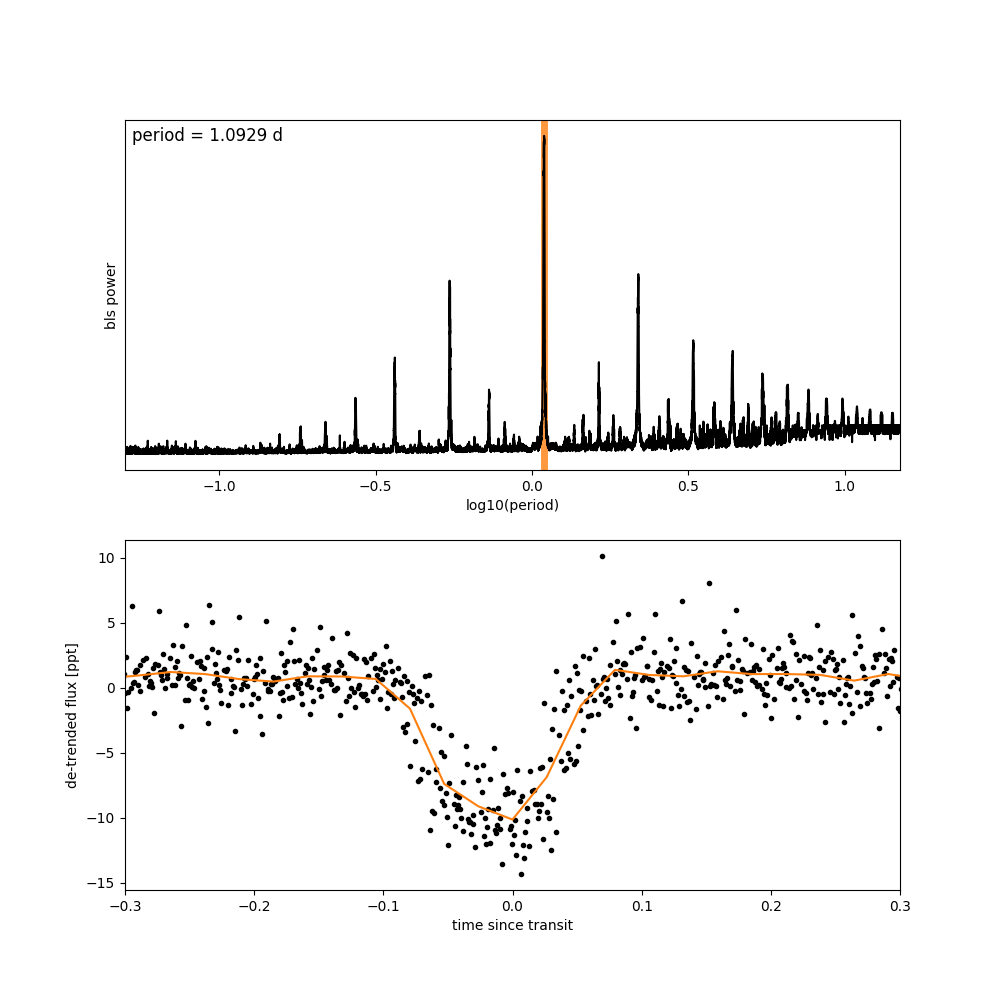 period = 1.0929 d
bls power
−1.0 −0.5 0.0 0.5 1.0
log10(period)
10
5
0
−5
−10
−15
de-trended flux [ppt]
−0.3 −0.2 −0.1 0.0 0.1 0.2 0.3
time since transit